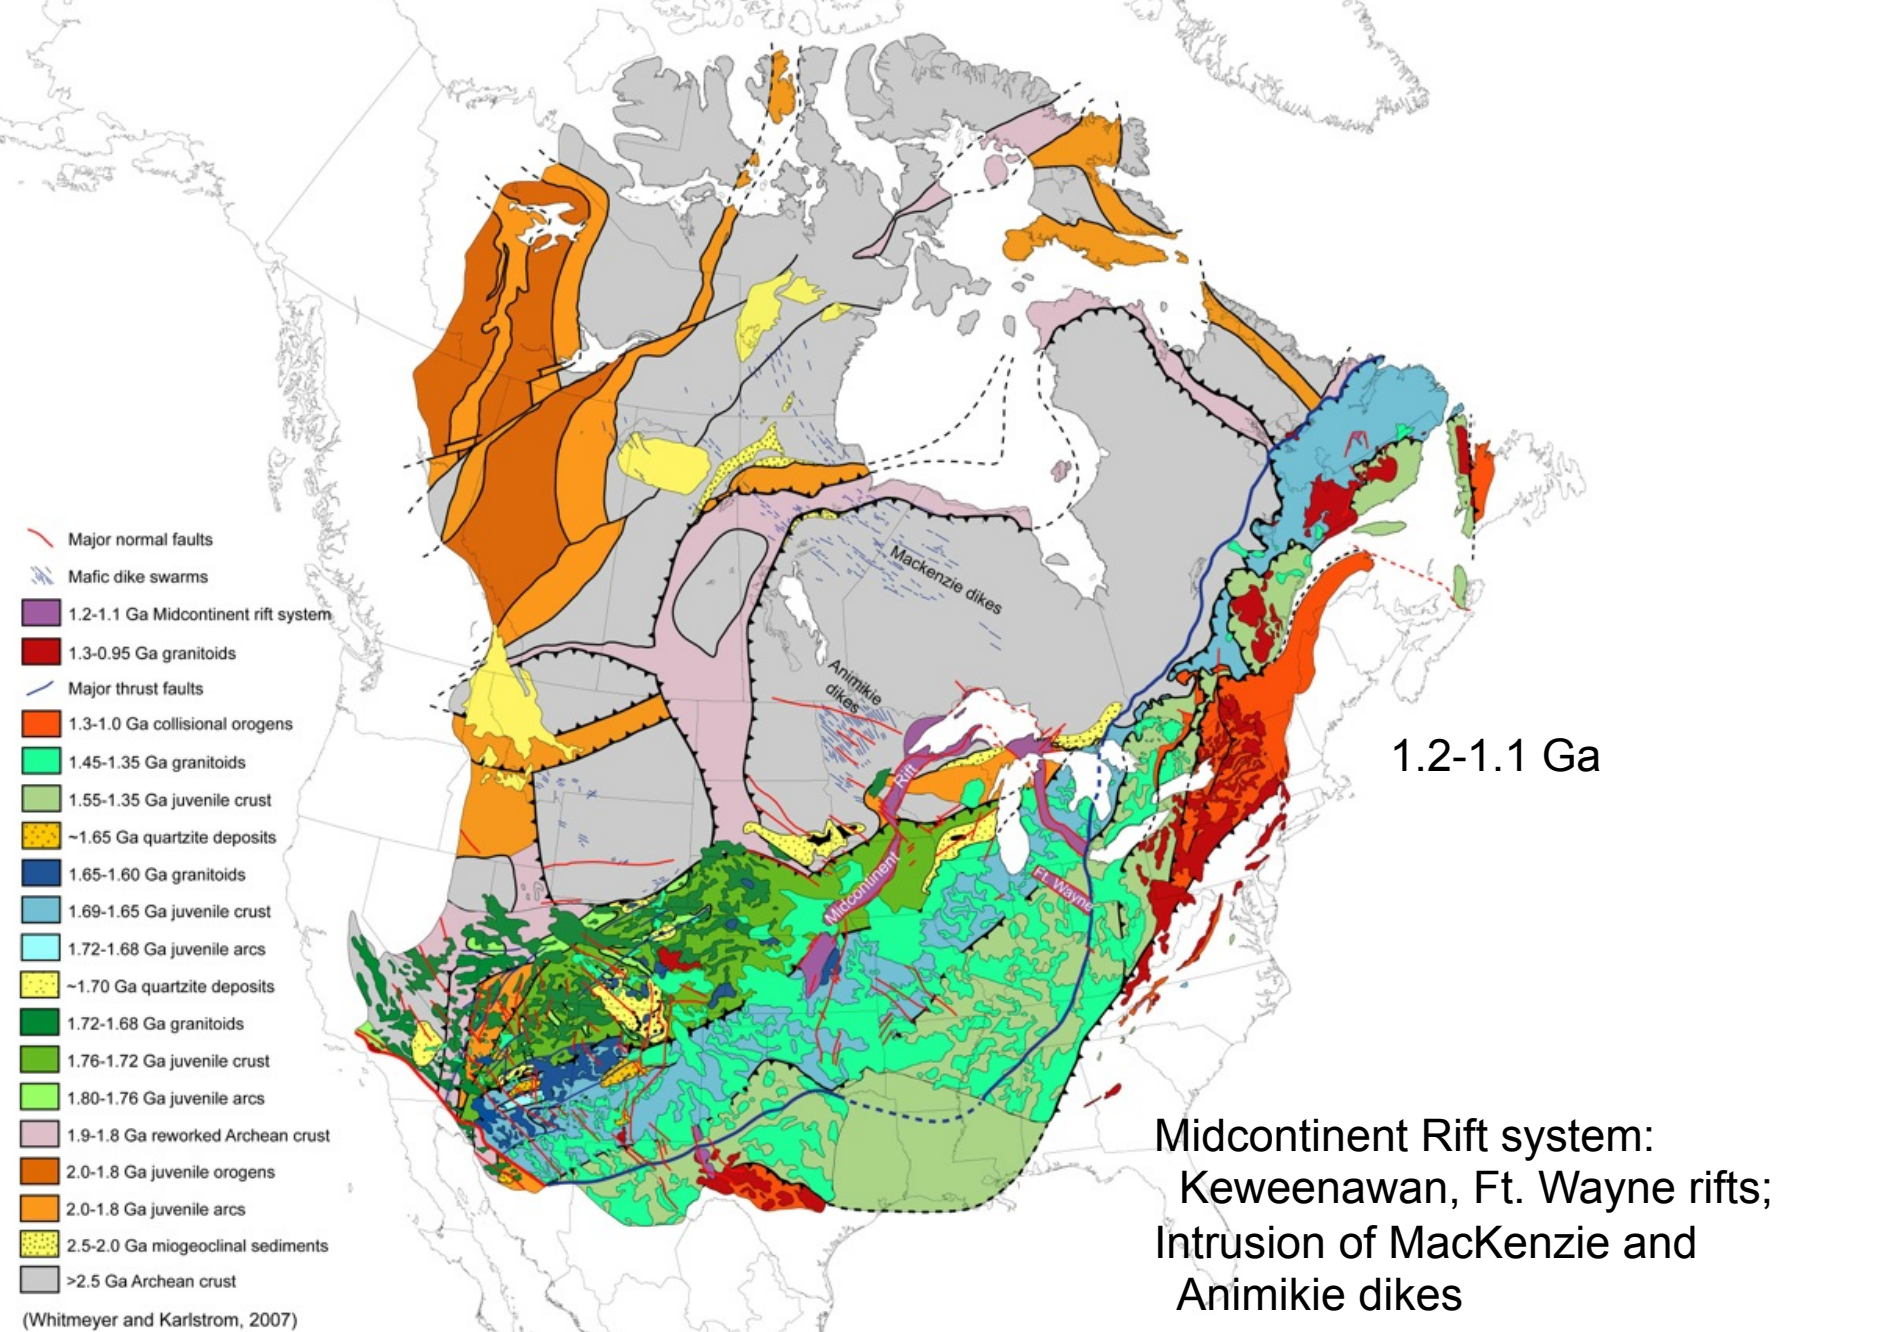 Major normal faults
Mafic dike swarms
1.2-1.1 Ga Midcontinent rift system
1.3-0.95 Ga granitoids
Major thrust faults
1.3-1.0 Ga collisional orogens
1.45-1.35 Ga granitoids
1.55-1.35 Ga juvenile crust
~1.65 Ga quartzite deposits
1.65-1.60 Ga granitoids
1.69-1.65 Ga juvenile crust
1.72-1.68 Ga juvenile arcs
~1.70 Ga quartzite deposits
1.72-1.68 Ga granitoids
1.76-1.72 Ga juvenile crust
1.80-1.76 Ga juvenile arcs
1.9-1.8 Ga reworked Archean crust
2.0-1.8 Ga juvenile orogens
2.0-1.8 Ga juvenile arcs
2.5-2.0 Ga miogeoclinal sediments
>2.5 Ga Archean crust
(Whitmeyer and Karlstrom, 2007)
Mackenzie dikes
Animikie
dikes
Rift
Midcontinent
Ft. Wayne
1.2-1.1 Ga
Midcontinent Rift system:
Keweenawan, Ft. Wayne rifts;
Intrusion of MacKenzie and
Animikie dikes